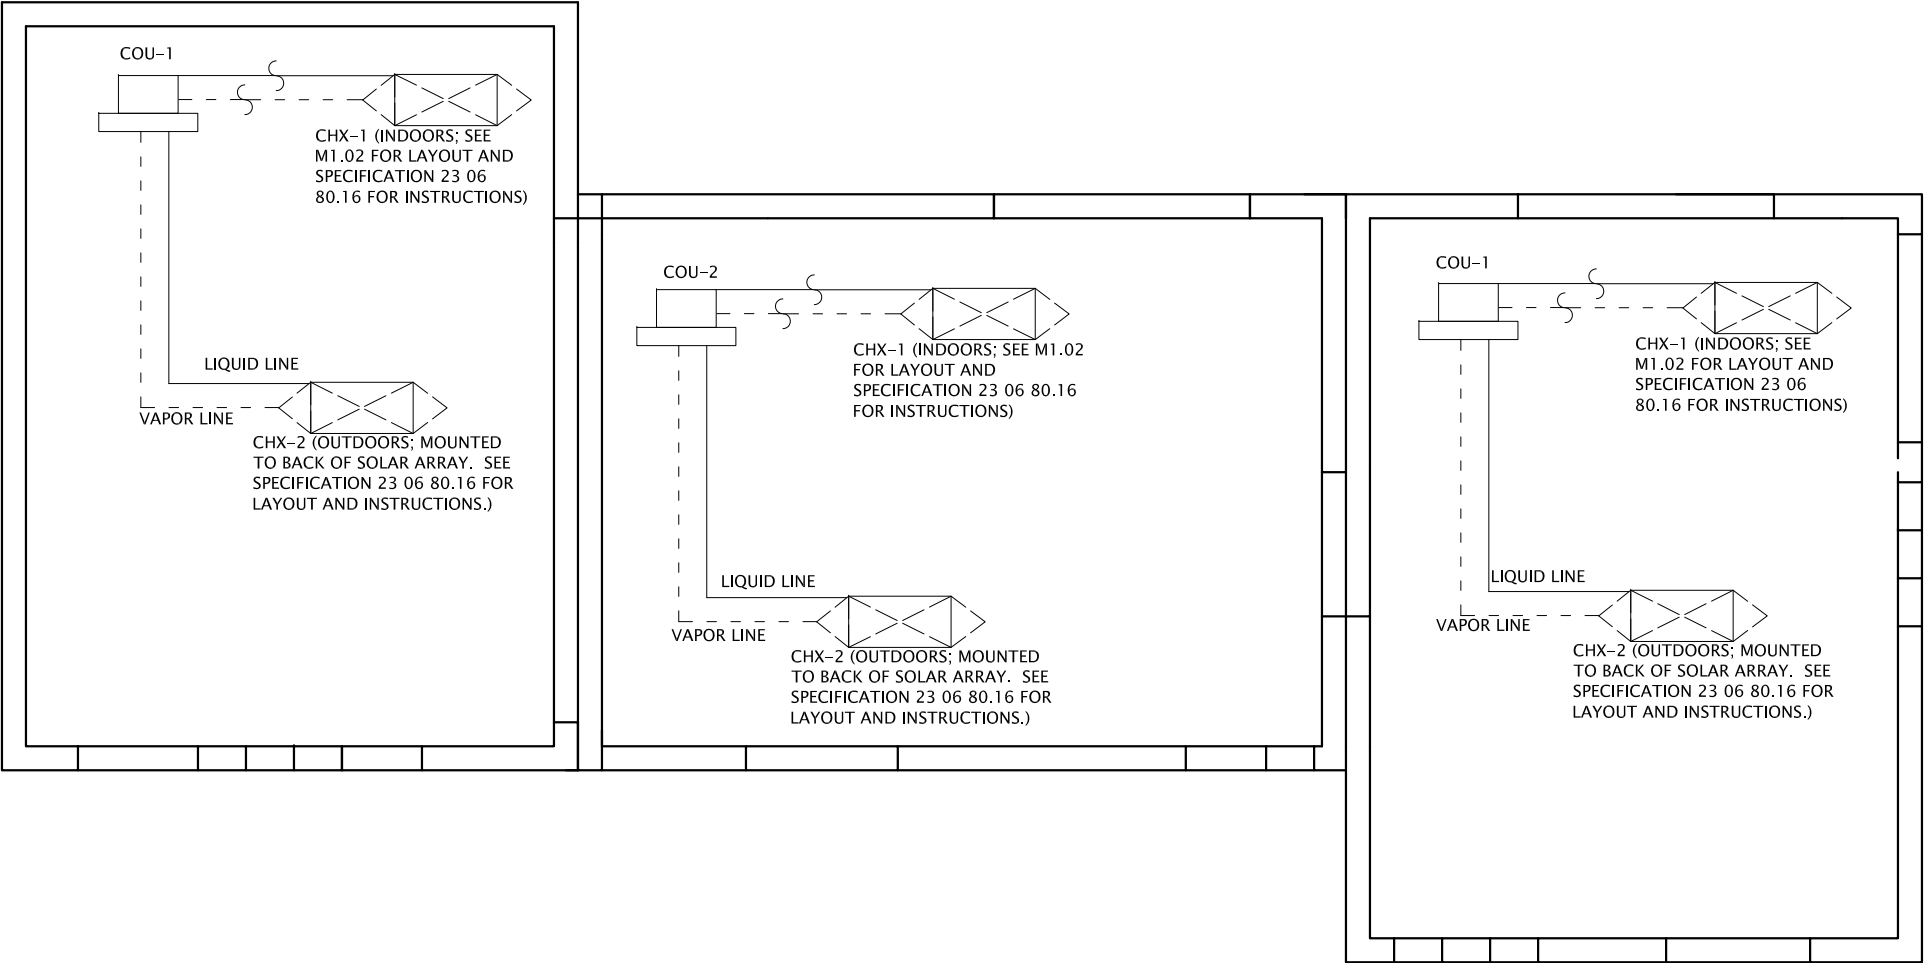 COU-1
CHX-1 (INDOORS; SEE
M1.02 FOR LAYOUT AND
SPECIFICATION 23 06
80.16 FOR INSTRUCTIONS)
LIQUID LINE
VAPOR LINE
CHX-2 (OUTDOORS; MOUNTED
TO BACK OF SOLAR ARRAY. SEE
SPECIFICATION 23 06 80.16 FOR
LAYOUT AND INSTRUCTIONS.)
COU-2
CHX-1 (INDOORS; SEE M1.02
FOR LAYOUT AND
SPECIFICATION 23 06 80.16
FOR INSTRUCTIONS)
LIQUID LINE
VAPOR LINE
CHX-2 (OUTDOORS; MOUNTED
TO BACK OF SOLAR ARRAY. SEE
SPECIFICATION 23 06 80.16 FOR
LAYOUT AND INSTRUCTIONS.)
COU-1
CHX-1 (INDOORS; SEE
M1.02 FOR LAYOUT AND
SPECIFICATION 23 06
80.16 FOR INSTRUCTIONS)
LIQUID LINE
VAPOR LINE
CHX-2 (OUTDOORS; MOUNTED
TO BACK OF SOLAR ARRAY. SEE
SPECIFICATION 23 06 80.16 FOR
LAYOUT AND INSTRUCTIONS.)